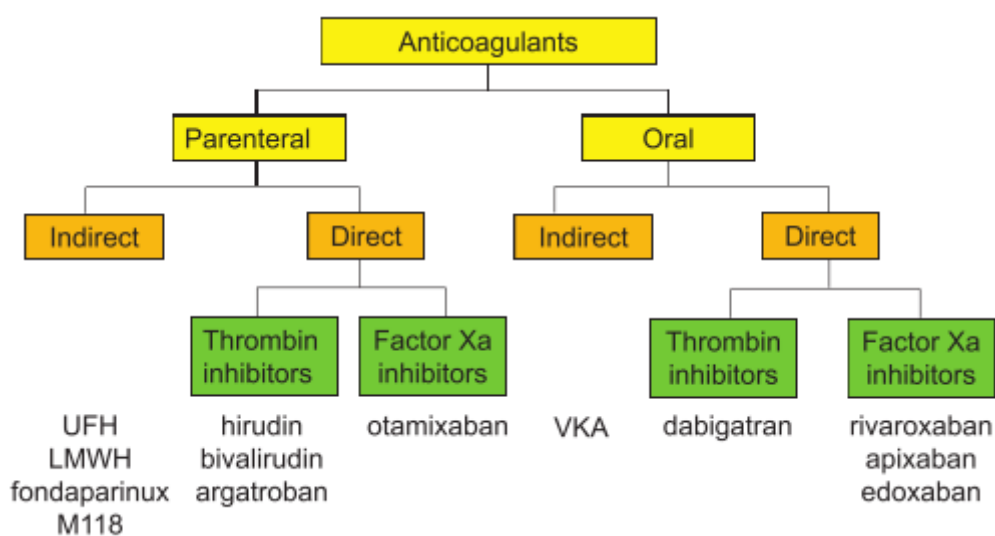 Anticoagulants
Parenteral
Oral
Indirect
Direct
Indirect
Direct
Thrombin
inhibitors
Factor Xa
inhibitors
Thrombin
inhibitors
Factor Xa
inhibitors
UFH
LMWH
fondaparinux
M118
hirudin
bivalirudin
argatroban
otamixaban
VKA
dabigatran
rivaroxaban
apixaban
edoxaban